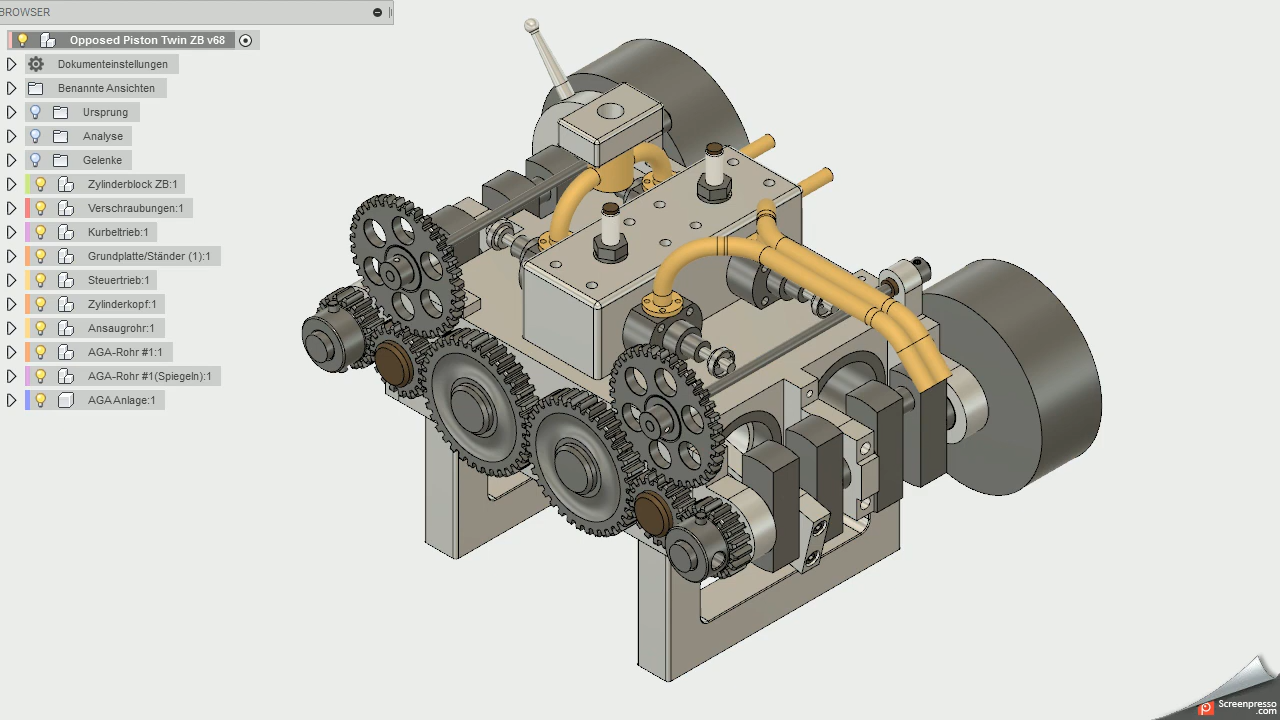 BROWSER
Opposed Piston Twin ZB v68
Dokumenteinstellungen
Benannte Ansichten
Ursprung
Analyse
Gelenke
Zylinderblock ZB:1
Verschraubungen:1
Kurbeltrieb:1
Grundplatte/Ständer (1):1
Steuertrieb:1
Zylinderkopf:1
Ansaugrohr:1
AGA-Rohr #1:1
AGA-Rohr #1(Spiegeln):1
AGA Anlage:1
Screenpresso
.com